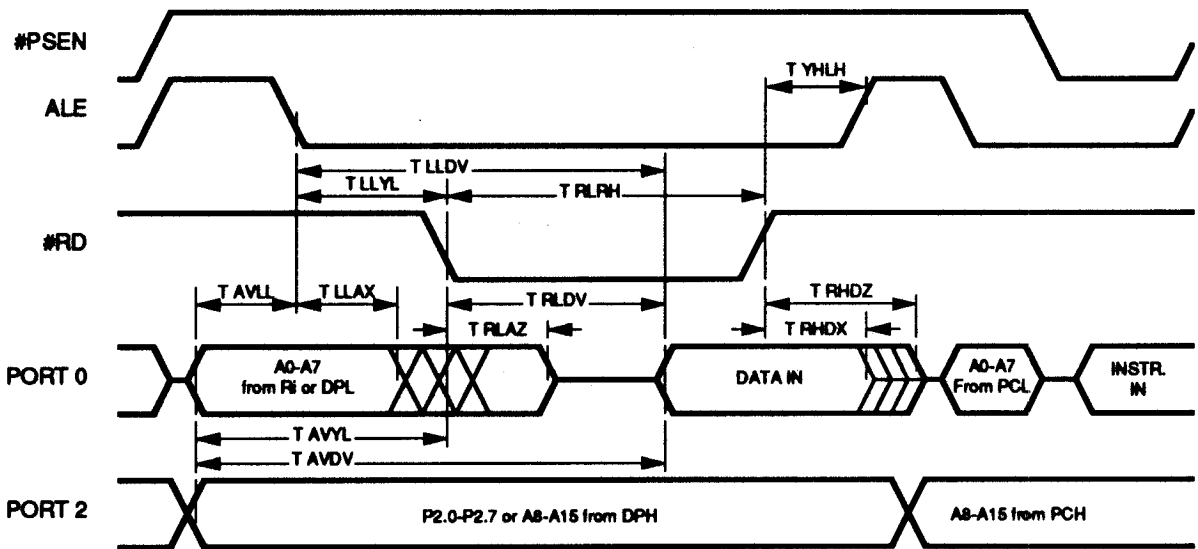 #PSEN
T YHLH
ALE
T LLDV
T LLYL
T RLRH
#RD
T AVLL
T LLAX
T RLDV
T RHDZ
T RLAZ
T RHDX
PORT 0
A0-A7
from Ri or DPL
DATA IN
A0-A7
From PCL
INSTR.
IN
T AVYL
T AVDV
PORT 2
P2.0-P2.7 or A8-A15 from DPH
A8-A15 from PCH